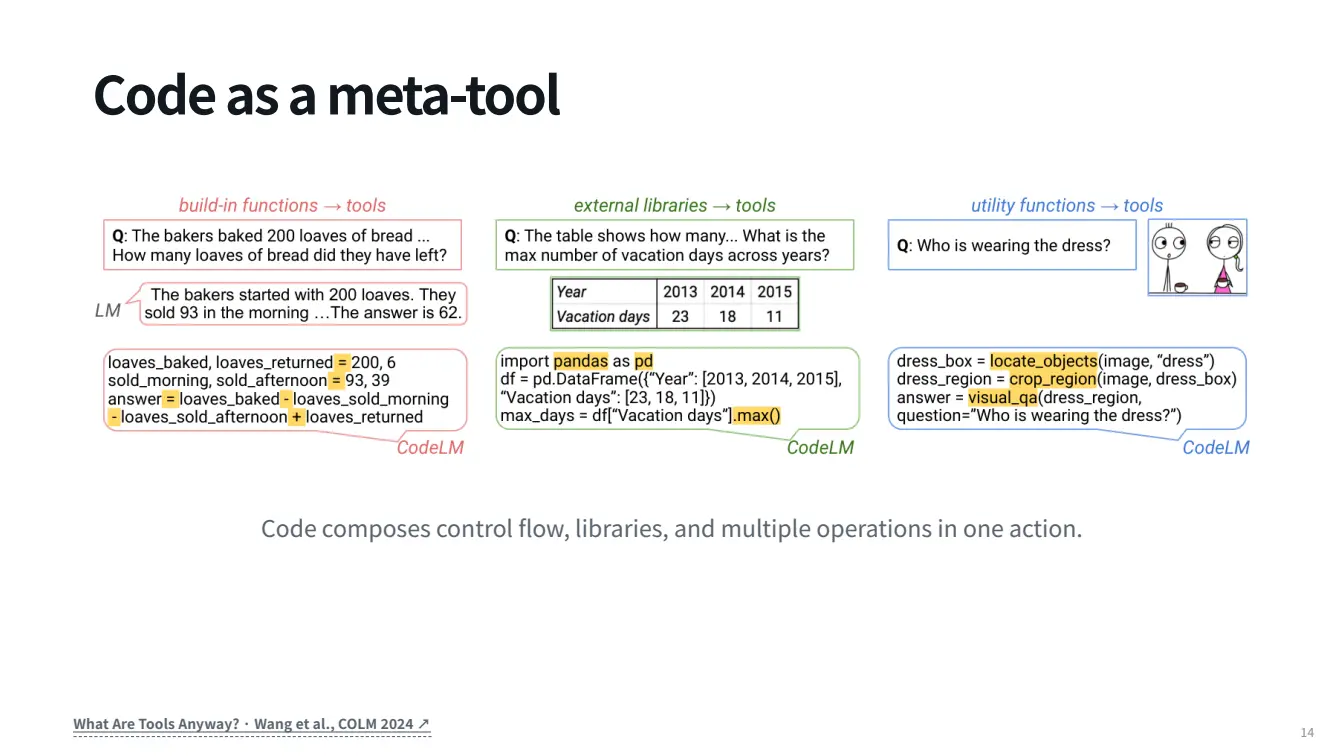 Code as a meta-tool
build-in functions → tools
Q: The bakers baked 200 loaves of bread ...
How many loaves of bread did they have left?
LM
The bakers started with 200 loaves. They
sold 93 in the morning …The answer is 62.
loaves_baked, loaves_returned = 200, 6
sold_morning, sold_afternoon = 93, 39
answer = loaves_baked - loaves_sold_morning
- loaves_sold_afternoon + loaves_returned
CodeLM
external libraries → tools
Q: The table shows how many... What is the
max number of vacation days across years?
Year 2013 2014 2015
Vacation days 23 18 11
import pandas as pd
df = pd.DataFrame({“Year”: [2013, 2014, 2015],
“Vacation days”: [23, 18, 11]})
max_days = df[“Vacation days”].max()
CodeLM
utility functions → tools
Q: Who is wearing the dress?
dress_box = locate_objects(image, “dress”)
dress_region = crop_region(image, dress_box)
answer = visual_qa(dress_region,
question=”Who is wearing the dress?”)
CodeLM
Code composes control flow, libraries, and multiple operations in one action.
What Are Tools Anyway? · Wang et al., COLM 2024 ↗
14